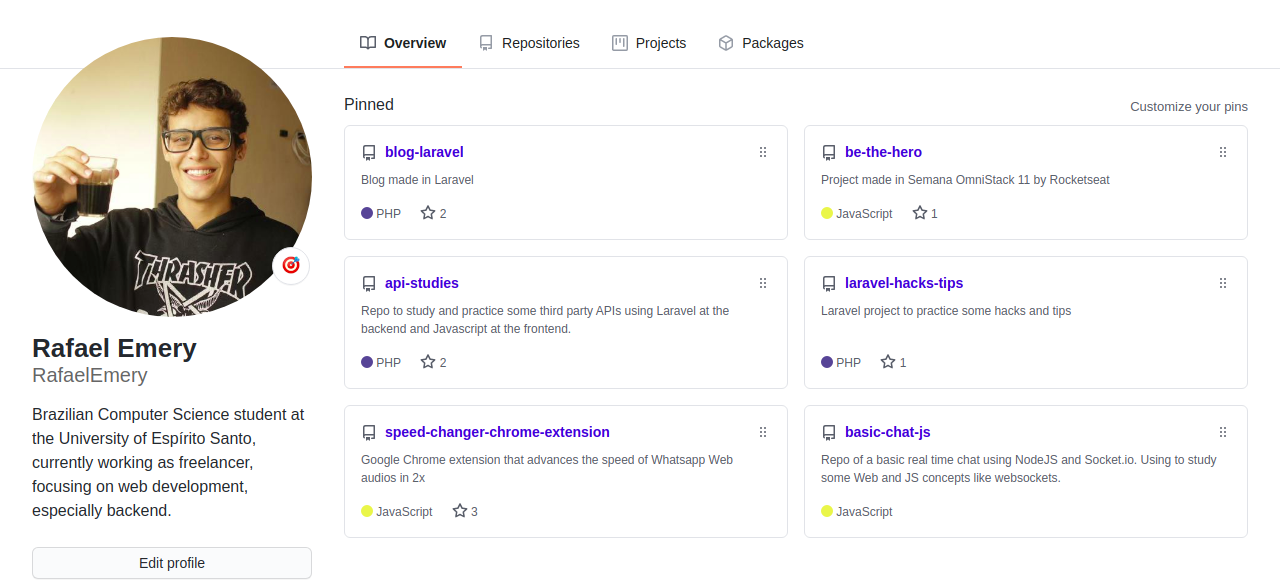 Overview
Repositories
Projects
Packages
THRASHER
Rafael Emery
RafaelEmery
Brazilian Computer Science student at
the University of Espírito Santo,
currently working as freelancer,
focusing on web development,
especially backend.
Edit profile
Pinned
Customize your pins
blog-laravel
Blog made in Laravel
PHP
2
be-the-hero
Project made in Semana OmniStack 11 by Rocketseat
JavaScript
1
api-studies
Repo to study and practice some third party APIs using Laravel at the
backend and Javascript at the frontend.
PHP
2
laravel-hacks-tips
Laravel project to practice some hacks and tips
PHP
1
speed-changer-chrome-extension
Google Chrome extension that advances the speed of Whatsapp Web
audios in 2x
JavaScript
3
basic-chat-js
Repo of a basic real time chat using NodeJS and Socket.io. Using to study
some Web and JS concepts like websockets.
JavaScript